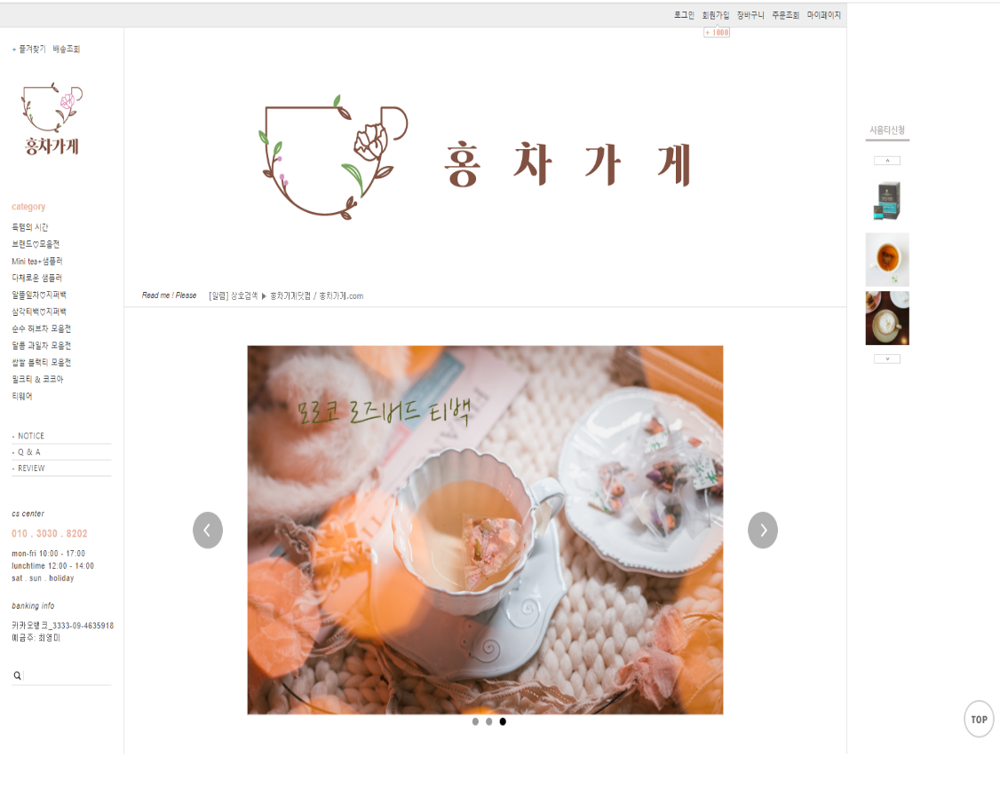 로그인 회원가입 장바구니 주문조회 마이페이지
+ 1000
+ 즐겨찾기 배송조회
홍차가게
category
득템의 시간
브랜드♡모음전
Mini tea+샘플러
다채로운 샘플러
알뜰잎차♡지퍼백
삼각티백♡지퍼백
순수 허브차 모음전
달콤 과일차 모음전
쌉쌀 블랙티 모음전
밀크티 & 코코아
티웨어
- NOTICE
- Q & A
- REVIEW
cs center
010 . 3030 . 8202
mon-fri 10:00 - 17:00
lunchtime 12:00 - 14:00
sat . sun . holiday
banking info
카카오뱅크_3333-09-4635918
예금주: 최영미
홍차가게
Read me ! Please [알림] 상호검색 ▶ 홍차가게닷컴 / 홍차가게.com
모로코 로즈버드 티백
시음티신청
TOP